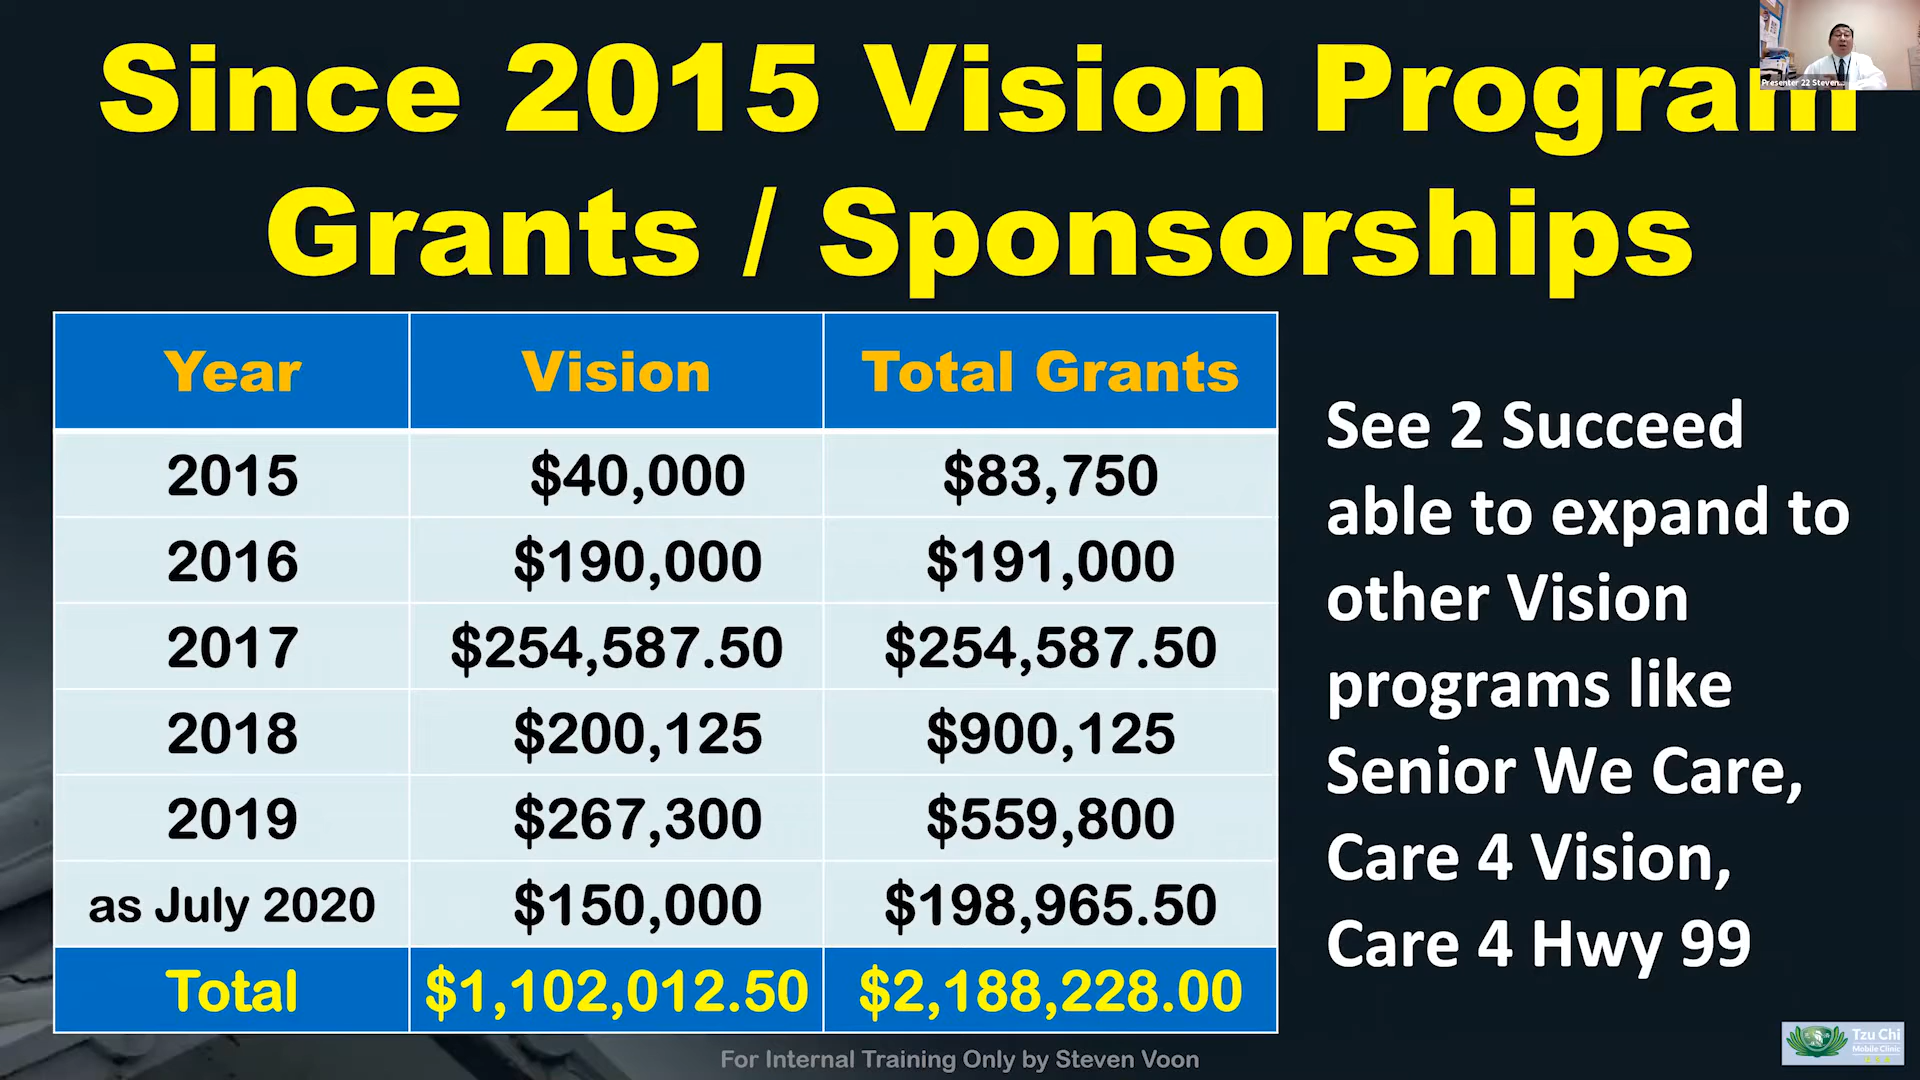 Since 2015 Vision Program
Grants / Sponsorships
Presenter 22 Steven...
Year Vision Total Grants
2015 $40,000 $83,750
2016 $190,000 $191,000
2017 $254,587.50 $254,587.50
2018 $200,125 $900,125
2019 $267,300 $559,800
as July 2020 $150,000 $198,965.50
Total $1,102,012.50 $2,188,228.00
See 2 Succeed
able to expand to
other Vision
programs like
Senior We Care,
Care 4 Vision,
Care 4 Hwy 99
For Internal Training Only by Steven Voon
Tzu Chi
Mobile Clinic